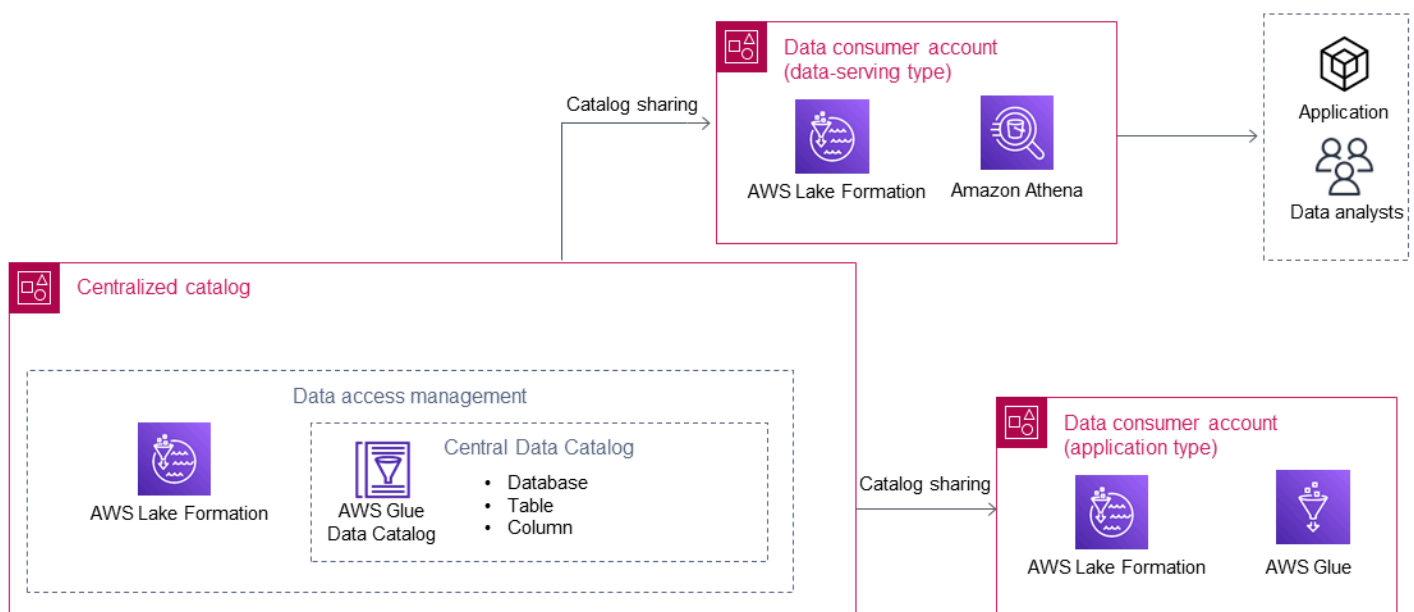 Data consumer account
(data-serving type)
Catalog sharing
AWS Lake Formation
Amazon Athena
Application
Data analysts
Centralized catalog
Data access management
AWS Lake Formation
Central Data Catalog
AWS Glue
Data Catalog
• Database
• Table
• Column
Catalog sharing
Data consumer account
(application type)
AWS Lake Formation
AWS Glue